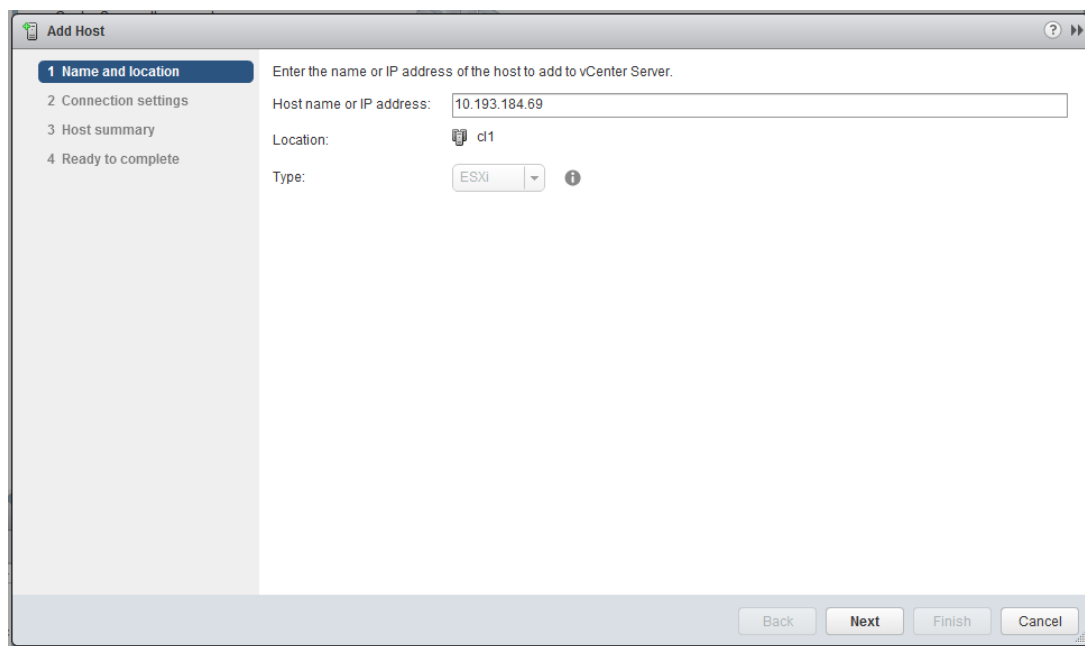 Add Host
1 Name and location
2 Connection settings
3 Host summary
4 Ready to complete
Enter the name or IP address of the host to add to vCenter Server.
Host name or IP address: 10.193.184.69
Location: cl1
Type: ESXi
Back Next Finish Cancel